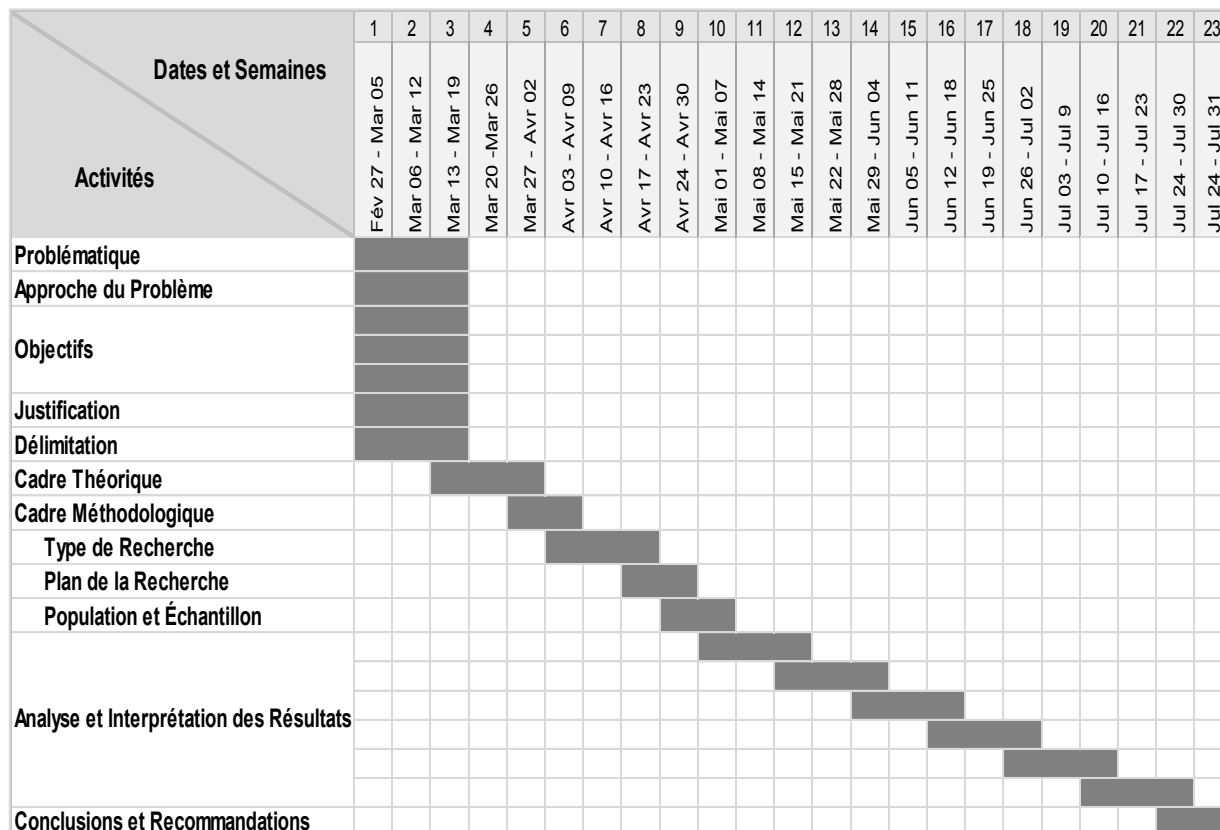 1 2 3 4 5 6 7 8 9 10 11 12 13 14 15 16 17 18 19 20 21 22 23
Dates et Semaines
Activités
Fév 27 - Mar 05
Mar 06 - Mar 12
Mar 13 - Mar 19
Mar 20 -Mar 26
Mar 27 - Avr 02
Avr 03 - Avr 09
Avr 10 - Avr 16
Avr 17 - Avr 23
Avr 24 - Avr 30
Mai 01 - Mai 07
Mai 08 - Mai 14
Mai 15 - Mai 21
Mai 22 - Mai 28
Mai 29 - Jun 04
Jun 05 - Jun 11
Jun 12 - Jun 18
Jun 19 - Jun 25
Jun 26 - Jul 02
Jul 03 - Jul 9
Jul 10 - Jul 16
Jul 17 - Jul 23
Jul 24 - Jul 30
Jul 24 - Jul 31
Problématique
Approche du Problème
Objectifs
Justification
Délimitation
Cadre Théorique
Cadre Méthodologique
Type de Recherche
Plan de la Recherche
Population et Échantillon
Analyse et Interprétation des Résultats
Conclusions et Recommandations